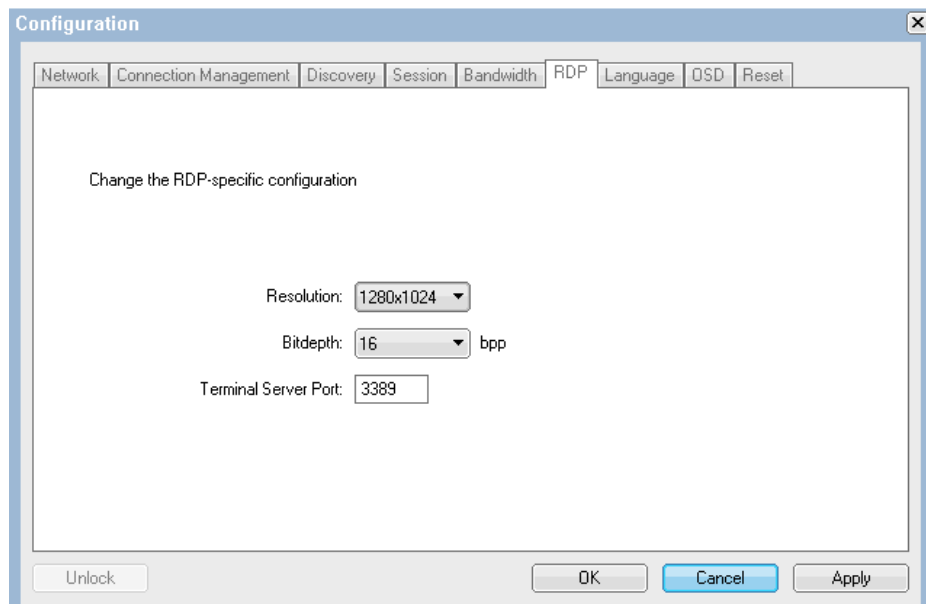 Configuration
Network Connection Management Discovery Session Bandwidth RDP Language OSD Reset
Change the RDP-specific configuration
Resolution: 1280x1024
Bitdepth: 16 bpp
Terminal Server Port: 3389
Unlock OK Cancel Apply